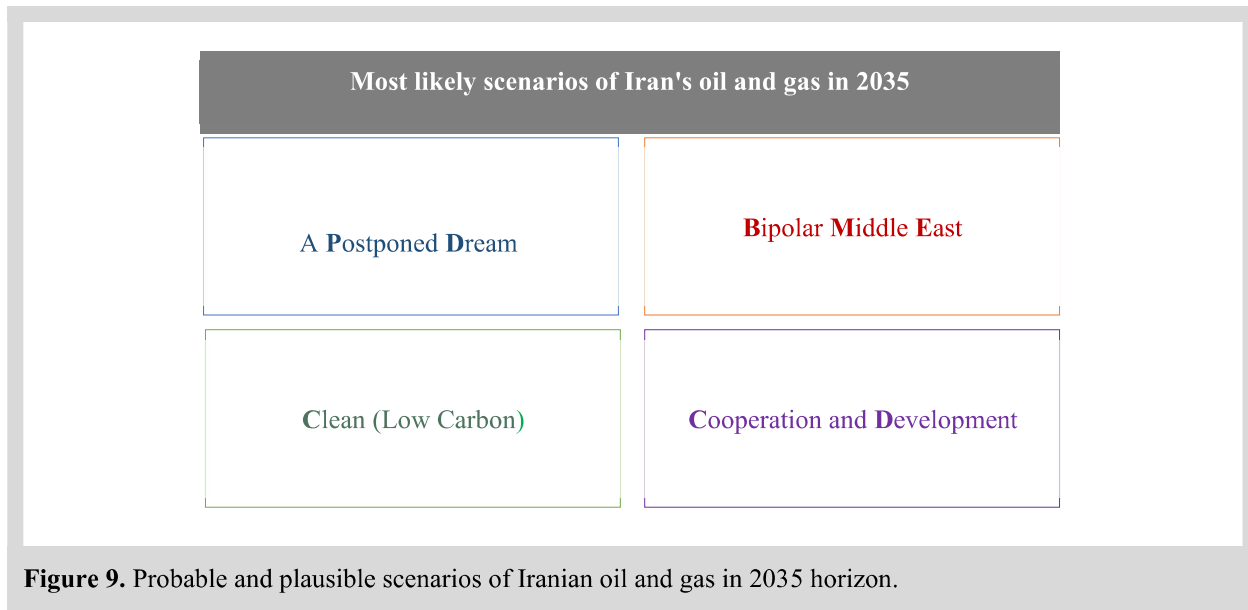 Most likely scenarios of Iran's oil and gas in 2035
A Postponed Dream
Bipolar Middle East
Clean (Low Carbon)
Cooperation and Development
Figure 9. Probable and plausible scenarios of Iranian oil and gas in 2035 horizon.